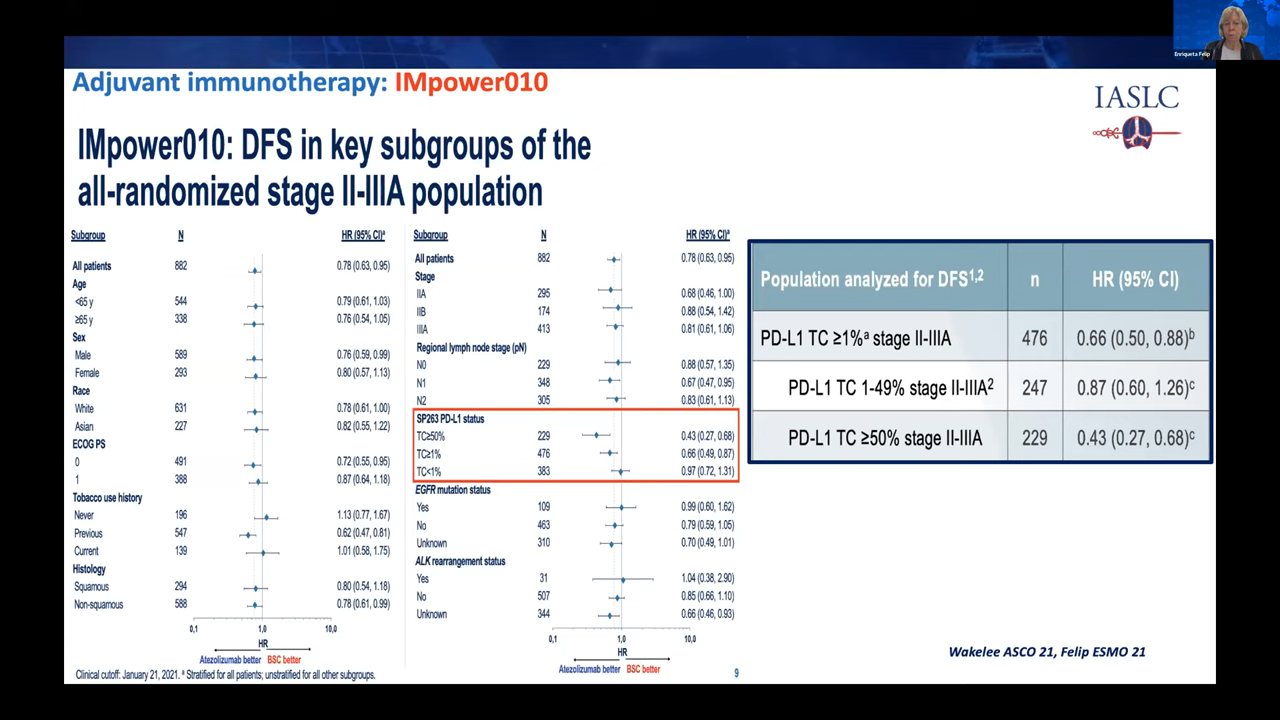 Enriqueta Felip
Adjuvant immunotherapy: IMpower010
IASLC
IMpower010: DFS in key subgroups of the
all-randomized stage II-IIIA population
Subgroup N HR (95% CI)ª
All patients 882 0.78 (0.63, 0.95)
Age
<65 y 544 0.79 (0.61, 1.03)
≥65 y 338 0.76 (0.54, 1.05)
Sex
Male 589 0.76 (0.59, 0.99)
Female 293 0.80 (0.57, 1.13)
Race
White 631 0.78 (0.61, 1.00)
Asian 227 0.82 (0.55, 1.22)
ECOG PS
0 491 0.72 (0.55, 0.95)
1 388 0.87 (0.64, 1.18)
Tobacco use history
Never 196 1.13 (0.77, 1.67)
Previous 547 0.62 (0.47, 0.81)
Current 139 1.01 (0.58, 1.75)
Histology
Squamous 294 0.80 (0.54, 1.18)
Non-squamous 588 0.78 (0.61, 0.99)
0,1 1,0 10,0
HR
Atezolizumab better BSC better
Subgroup N HR (95% CI)ª
All patients 882 0.78 (0.63, 0.95)
Stage
IIA 295 0.68 (0.46, 1.00)
IIB 174 0.88 (0.54, 1.42)
IIIA 413 0.81 (0.61, 1.06)
Regional lymph node stage (pN)
N0 229 0.88 (0.57, 1.35)
N1 348 0.67 (0.47, 0.95)
N2 305 0.83 (0.61, 1.13)
SP263 PD-L1 status
TC≥50% 229 0.43 (0.27, 0.68)
TC≥1% 476 0.66 (0.49, 0.87)
TC<1% 383 0.97 (0.72, 1.31)
EGFR mutation status
Yes 109 0.99 (0.60, 1.62)
No 463 0.79 (0.59, 1.05)
Unknown 310 0.70 (0.49, 1.01)
ALK rearrangement status
Yes 31 1.04 (0.38, 2.90)
No 507 0.85 (0.66, 1.10)
Unknown 344 0.66 (0.46, 0.93)
0,1 1,0 10,0
HR
Atezolizumab better BSC better
Population analyzed for DFS¹,² n HR (95% CI)
PD-L1 TC ≥1%ª stage II-IIIA 476 0.66 (0.50, 0.88)ᵇ
PD-L1 TC 1-49% stage II-IIIA² 247 0.87 (0.60, 1.26)ᶜ
PD-L1 TC ≥50% stage II-IIIA 229 0.43 (0.27, 0.68)ᶜ
Wakelee ASCO 21, Felip ESMO 21
Clinical cutoff: January 21, 2021. ª Stratified for all patients; unstratified for all other subgroups.
9